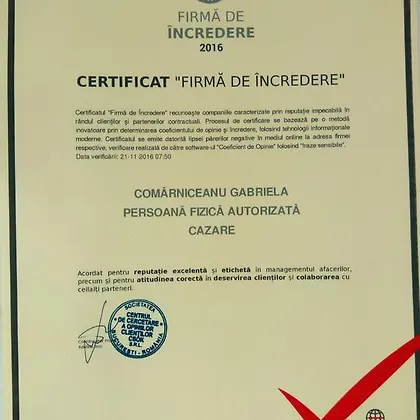 FIRMĂ DE
ÎNCREDERE
2016
CERTIFICAT "FIRMĂ DE ÎNCREDERE"
Certificatul "Firmă de Încredere" recunoaște companiile caracterizate prin reputație impecabilă în
rândul clienților și partenerilor contractuali. Procesul de certificare se bazează pe o metodă
inovatoare prin determinarea coeficientului de opinie și încredere, folosind tehnologii informaționale
moderne. Certificatul se emite datorită lipsei părerilor negative în mediul online la adresa firmei
respective, verificare realizată de către software-ul "Coeficient de Opinie" folosind "fraze sensibile".
Data verificării: 21-11-2016 07:50
COMĂRNICEANU GABRIELA
PERSOANĂ FIZICĂ AUTORIZATĂ
CAZARE
Acordat pentru reputație excelentă și etichetă în managementul afacerilor,
precum și pentru atitudinea corectă în deservirea clienților și colaborarea cu
ceilalți parteneri.
SOCIETATEA
CENTRUL
DE CERCETARE
A OPINIILOR
CLIENȚILOR
CBOR
S.R.L.
BUCUREȘTI - ROMÂNIA